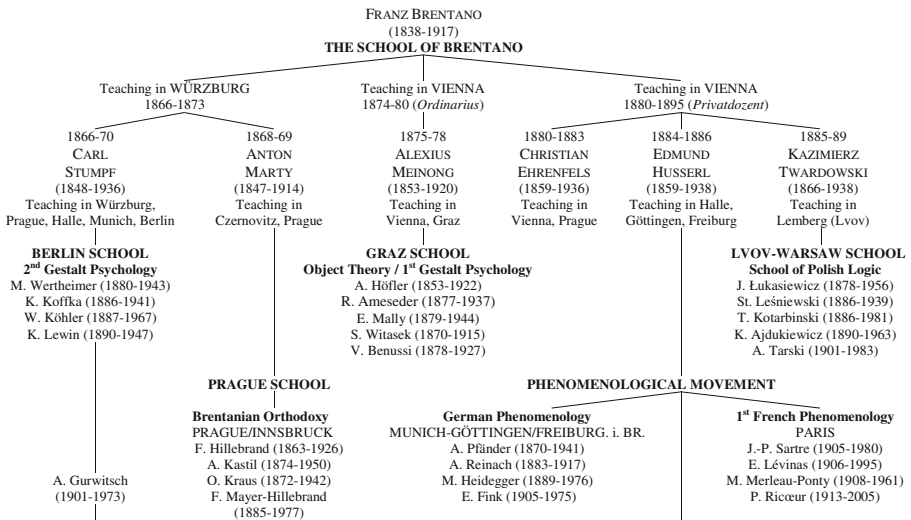 FRANZ BRENTANO
(1838-1917)
THE SCHOOL OF BRENTANO
Teaching in WÜRZBURG
1866-1873
Teaching in VIENNA
1874-80 (Ordinarius)
Teaching in VIENNA
1880-1895 (Privatdozent)
1866-70
CARL
STUMPF
(1848-1936)
Teaching in Würzburg,
Prague, Halle, Munich, Berlin
1868-69
ANTON
MARTY
(1847-1914)
Teaching in
Czernovitz, Prague
1875-78
ALEXIUS
MEINONG
(1853-1920)
Teaching in
Vienna, Graz
1880-1883
CHRISTIAN
EHRENFELS
(1859-1936)
Teaching in
Vienna, Prague
1884-1886
EDMUND
HUSSERL
(1859-1938)
Teaching in Halle,
Göttingen, Freiburg
1885-89
KAZIMIERZ
TWARDOWSKI
(1866-1938)
Teaching in
Lemberg (Lvov)
BERLIN SCHOOL
2nd Gestalt Psychology
M. Wertheimer (1880-1943)
K. Koffka (1886-1941)
W. Köhler (1887-1967)
K. Lewin (1890-1947)
GRAZ SCHOOL
Object Theory / 1st Gestalt Psychology
A. Höfler (1853-1922)
R. Ameseder (1877-1937)
E. Mally (1879-1944)
S. Witasek (1870-1915)
V. Benussi (1878-1927)
LVOV-WARSAW SCHOOL
School of Polish Logic
J. Łukasiewicz (1878-1956)
St. Leśniewski (1886-1939)
T. Kotarbinski (1886-1981)
K. Ajdukiewicz (1890-1963)
A. Tarski (1901-1983)
PRAGUE SCHOOL
Brentanian Orthodoxy
PRAGUE/INNSBRUCK
F. Hillebrand (1863-1926)
A. Kastil (1874-1950)
O. Kraus (1872-1942)
F. Mayer-Hillebrand
(1885-1977)
PHENOMENOLOGICAL MOVEMENT
German Phenomenology
MUNICH-GÖTTINGEN/FREIBURG. i. BR.
A. Pfänder (1870-1941)
A. Reinach (1883-1917)
M. Heidegger (1889-1976)
E. Fink (1905-1975)
1st French Phenomenology
PARIS
J.-P. Sartre (1905-1980)
E. Lévinas (1906-1995)
M. Merleau-Ponty (1908-1961)
P. Ricœur (1913-2005)
A. Gurwitsch
(1901-1973)